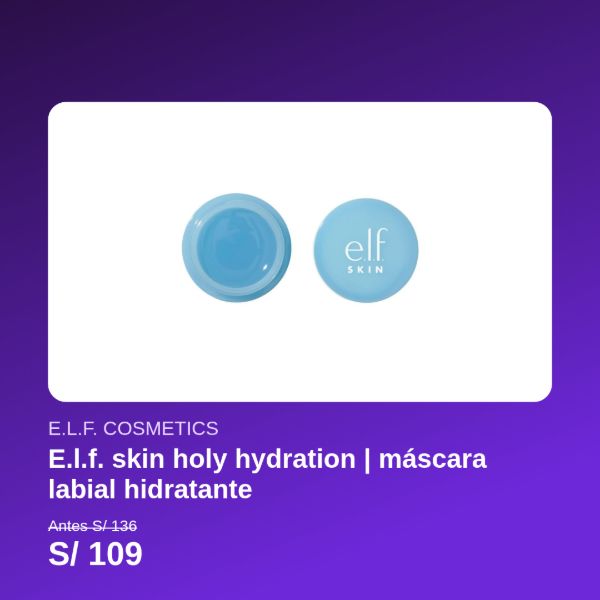 e.l.f.
SKIN
E.L.F. COSMETICS
E.l.f. skin holy hydration | máscara
labial hidratante
Antes S/ 136
S/ 109